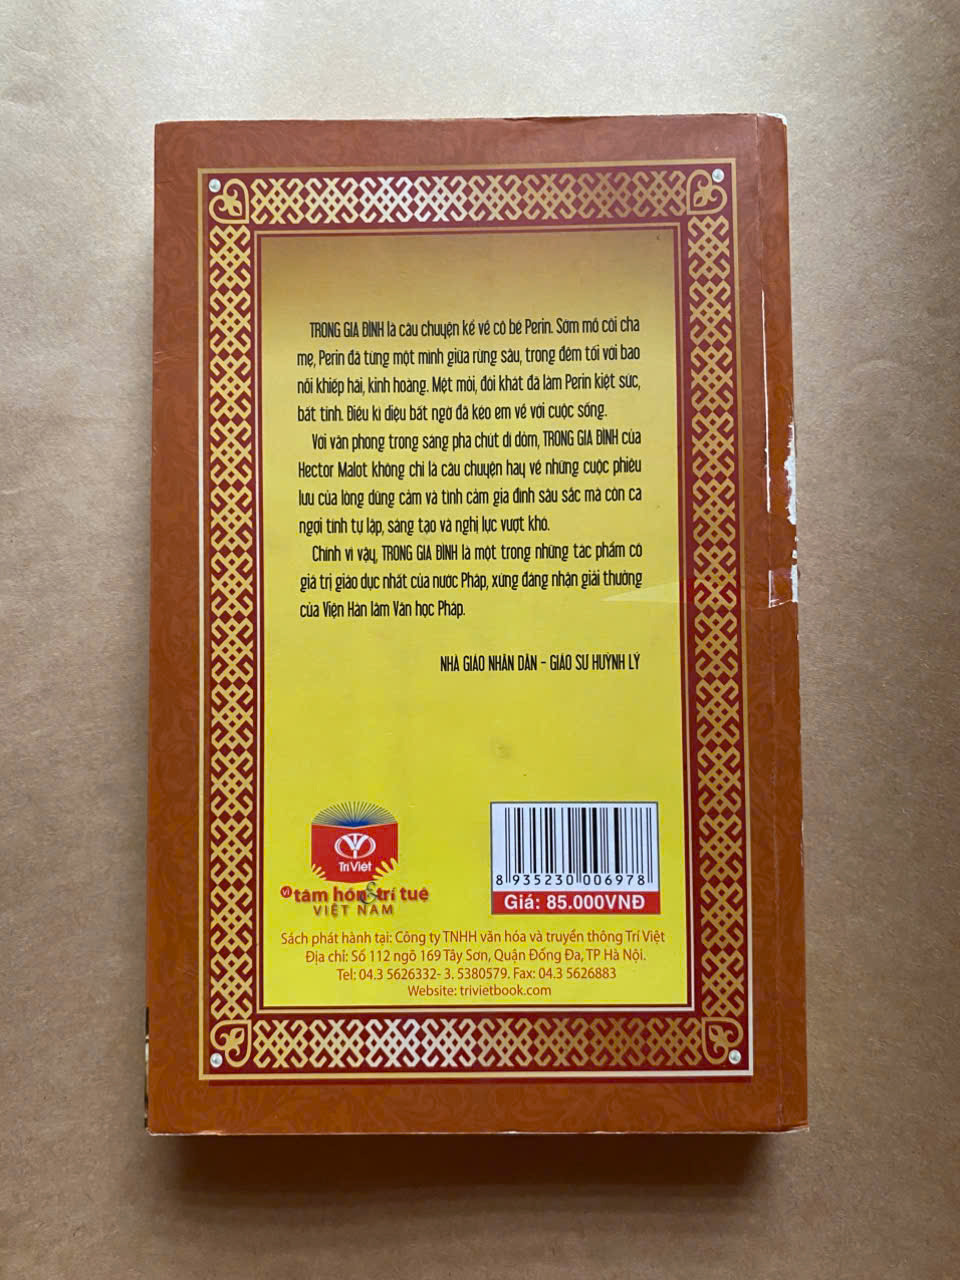 TRONG GIA ĐÌNH là câu chuyện kể về cô bé Perin. Sớm mồ côi cha
mẹ, Perin đã từng một mình giữa rừng sâu, trong đêm tối với bao
nỗi khiếp hãi, kinh hoàng. Mệt mỏi, đói khát đã làm Perin kiệt sức,
bất tỉnh. Điều kì diệu bất ngờ đã kéo em về với cuộc sống.
Với văn phong trong sáng pha chút dí dỏm, TRONG GIA ĐÌNH của
Hector Malot không chỉ là câu chuyện hay về những cuộc phiêu
lưu của lòng dũng cảm và tình cảm gia đình sâu sắc mà còn ca
ngợi tính tự lập, sáng tạo và nghị lực vượt khó.
Chính vì vậy, TRONG GIA ĐÌNH là một trong những tác phẩm có
giá trị giáo dục nhất của nước Pháp, xứng đáng nhận giải thưởng
của Viện Hàn lâm Văn học Pháp.
NHÀ GIÁO NHÂN DÂN - GIÁO SƯ HUỲNH LÝ
Trí Việt
vì tâm hồn & trí tuệ
VIỆT NAM
8 935230 006978
Giá: 85.000VNĐ
Sách phát hành tại: Công ty TNHH văn hóa và truyền thông Trí Việt
Địa chỉ: Số 112 ngõ 169 Tây Sơn, Quận Đống Đa, TP Hà Nội.
Tel: 04.3 5626332- 3. 5380579. Fax: 04.3 5626883
Website: trivietbook.com